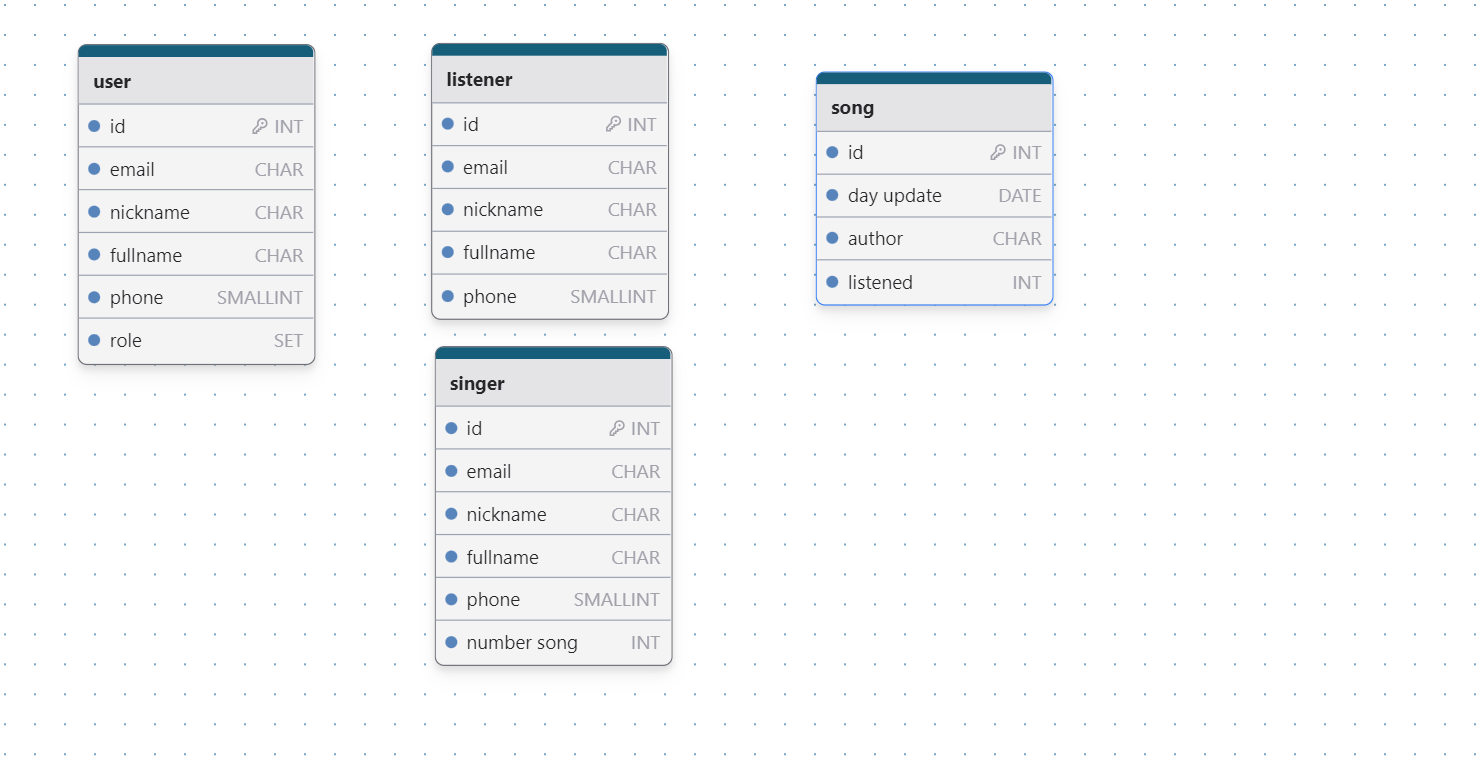 user
id INT
email CHAR
nickname CHAR
fullname CHAR
phone SMALLINT
role SET
listener
id INT
email CHAR
nickname CHAR
fullname CHAR
phone SMALLINT
singer
id INT
email CHAR
nickname CHAR
fullname CHAR
phone SMALLINT
number song INT
song
id INT
day update DATE
author CHAR
listened INT